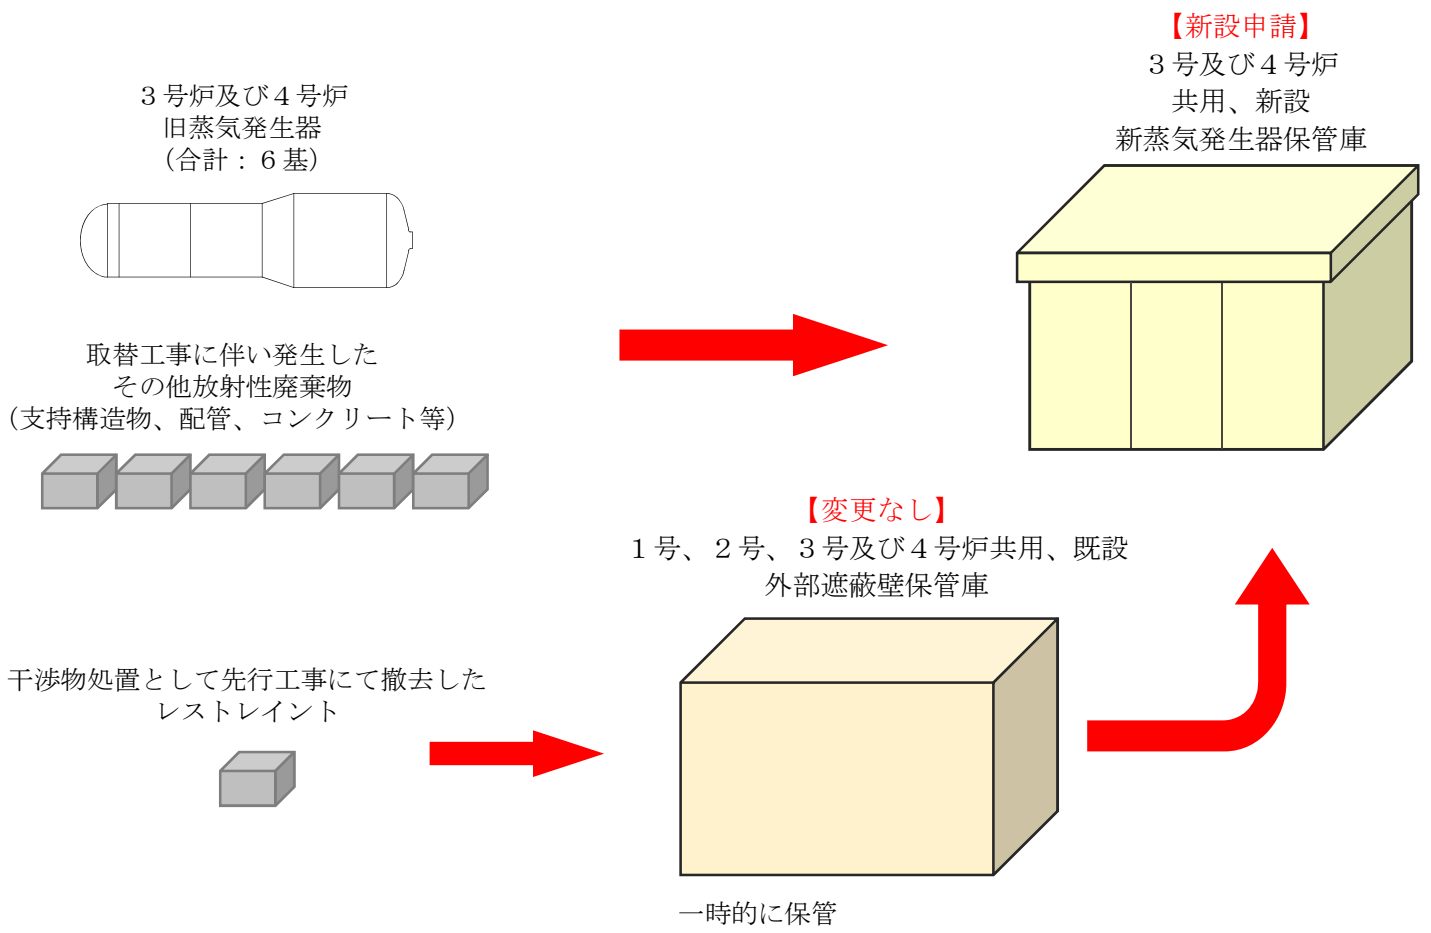 ３号炉及び４号炉
旧蒸気発生器
（合計：６基）
取替工事に伴い発生した
その他放射性廃棄物
（支持構造物、配管、コンクリート等）
干渉物処置として先行工事にて撤去した
レストレイント
【新設申請】
３号及び４号炉
共用、新設
新蒸気発生器保管庫
【変更なし】
１号、２号、３号及び４号炉共用、既設
外部遮蔽壁保管庫
一時的に保管